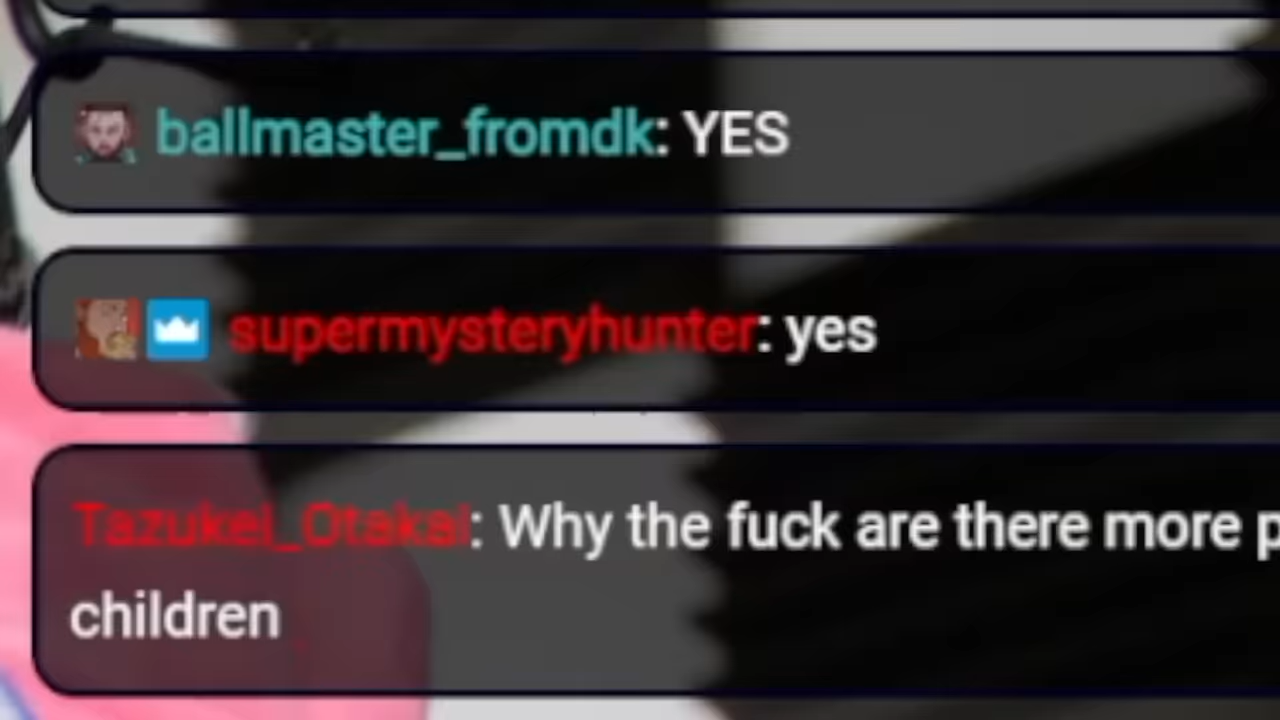 ballmaster_fromdk: YES
supermysteryhunter: yes
Tazukei_Otakai: Why the fuck are there more
children